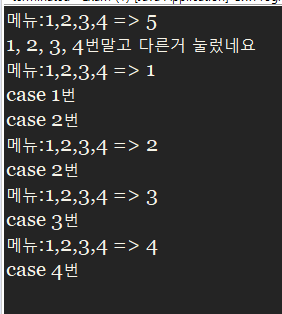 메뉴:1,2,3,4 => 5
1, 2, 3, 4번말고 다른거 눌렀네요
메뉴:1,2,3,4 => 1
case 1번
case 2번
메뉴:1,2,3,4 => 2
case 2번
메뉴:1,2,3,4 => 3
case 3번
메뉴:1,2,3,4 => 4
case 4번